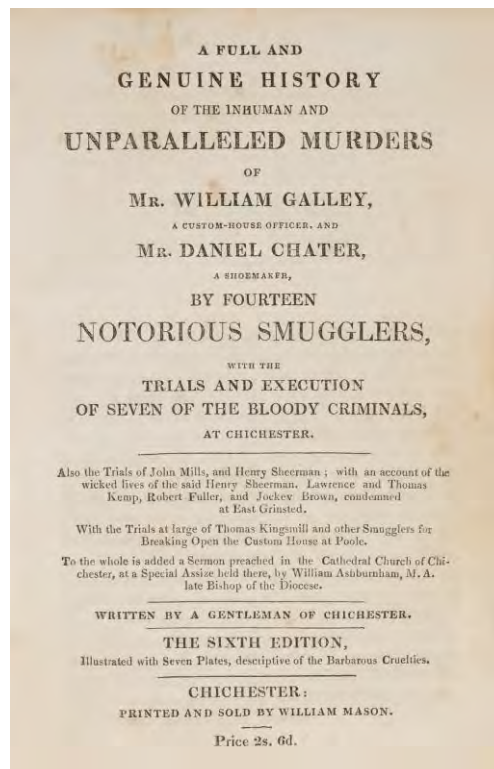 A FULL AND
GENUINE HISTORY
OF THE INHUMAN AND
UNPARALLELED MURDERS
OF
MR. WILLIAM GALLEY,
A CUSTOM-HOUSE OFFICER. AND
MR. DANIEL CHATER,
A SHOEMAKER,
BY FOURTEEN
NOTORIOUS SMUGGLERS,
WITH THE
TRIALS AND EXECUTION
OF SEVEN OF THE BLOODY CRIMINALS,
AT CHICHESTER.
Also the Trials of John Mills, and Henry Sheerman ; with an account of the
wicked lives of the said Henry Sheerman. Lawrence and Thomas
Kemp, Robert Fuller, and Jockey Brown, condemned
at East Grinsted.
With the Trials at large of Thomas Kingsmill and other Smugglers for
Breaking Open the Custom House at Poole.
To the whole is added a Sermon preached in the Cathedral Church of Chi-
chester, at a Special Assize held there, by William Ashburnham, M. A.
late Bishop of the Diocese.
WRITTEN BY A GENTLEMAN OF CHICHESTER.
THE SIXTH EDITION,
Illustrated with Seven Plates, descriptive of the Barbarous Cruelties.
CHICHESTER:
PRINTED AND SOLD BY WILLIAM MASON.
Price 2s. 6d.